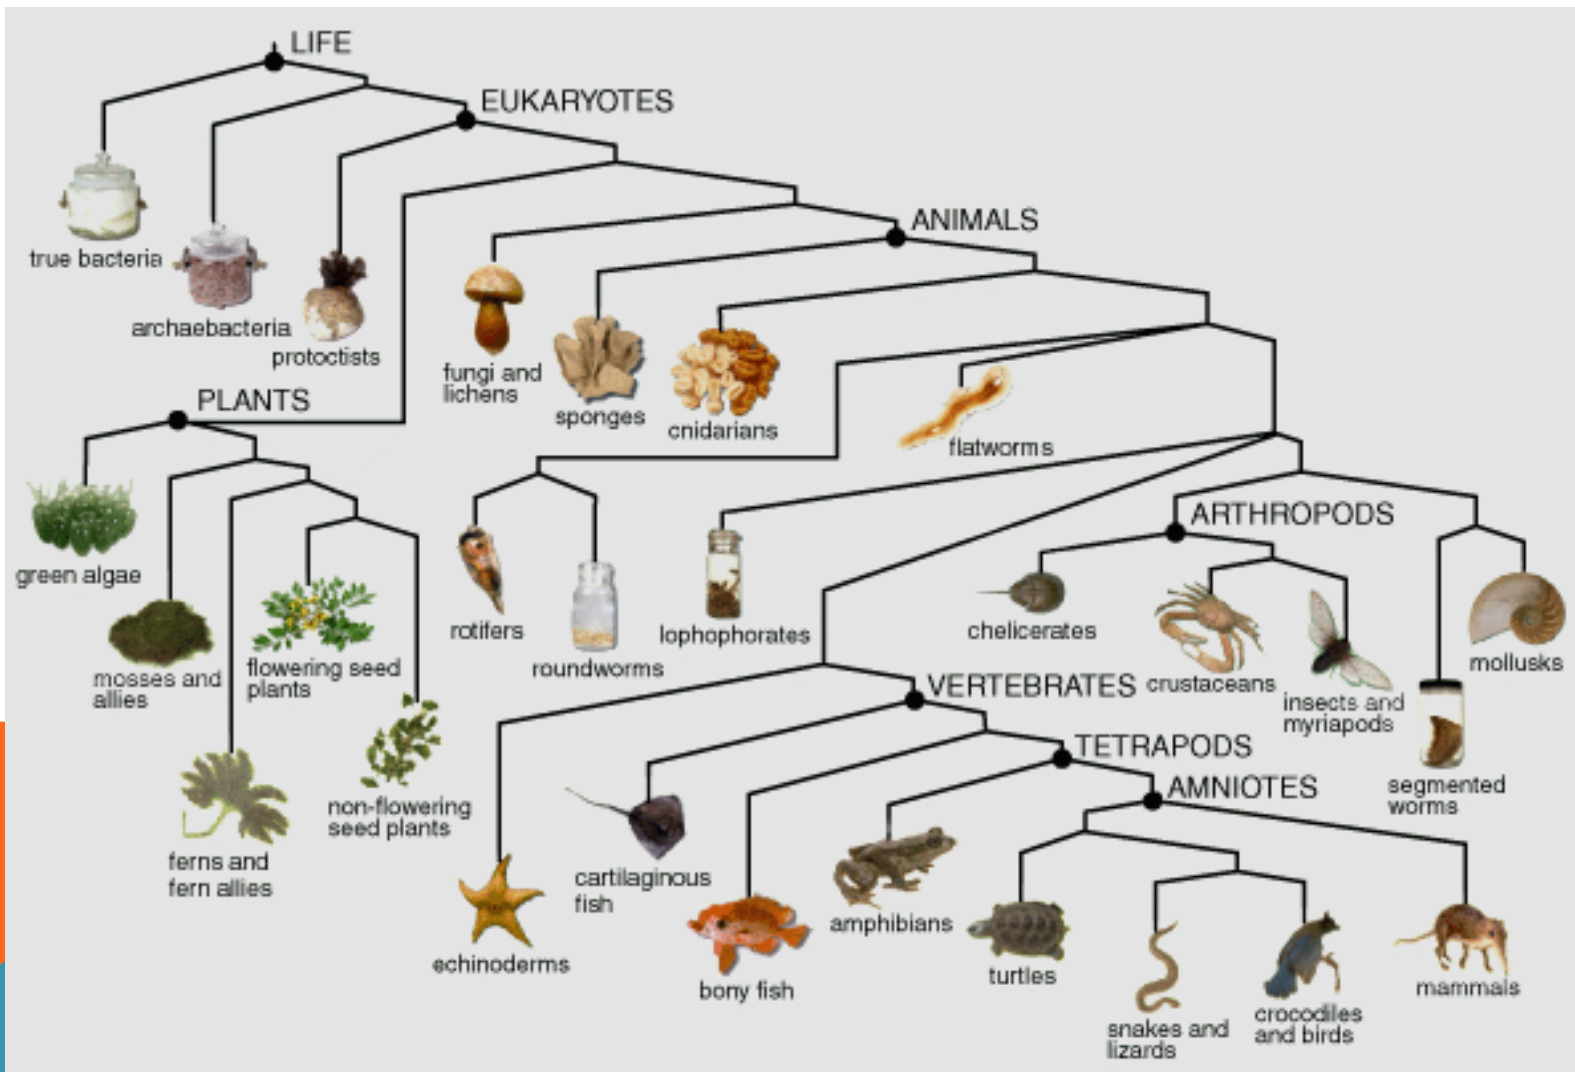 LIFE
EUKARYOTES
ANIMALS
true bacteria
archaebacteria
protoctists
fungi and
lichens
sponges
cnidarians
flatworms
PLANTS
green algae
mosses and
allies
flowering seed
plants
ferns and
fern allies
non-flowering
seed plants
rotifers
roundworms
lophophorates
ARTHROPODS
chelicerates
crustaceans
insects and
myriapods
mollusks
segmented
worms
VERTEBRATES
TETRAPODS
AMNIOTES
echinoderms
cartilaginous
fish
bony fish
amphibians
turtles
snakes and
lizards
crocodiles
and birds
mammals